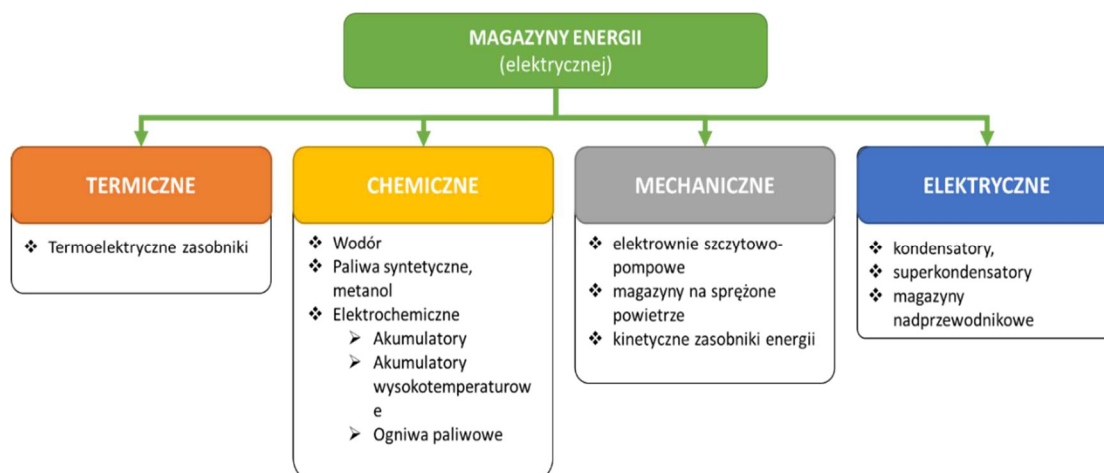 MAGAZYNY ENERGII
(elektrycznej)
TERMICZNE
❖ Termoelektryczne zasobniki
CHEMICZNE
❖ Wodór
❖ Paliwa syntetyczne,
metanol
❖ Elektrochemiczne
➢ Akumulatory
➢ Akumulatory
wysokotemperaturow
e
➢ Ogniwa paliwowe
MECHANICZNE
❖ elektrownie szczytowo-
pompowe
❖ magazyny na sprężone
powietrze
❖ kinetyczne zasobniki energii
ELEKTRYCZNE
❖ kondensatory,
❖ superkondensatory
❖ magazyny
nadprzewodnikowe